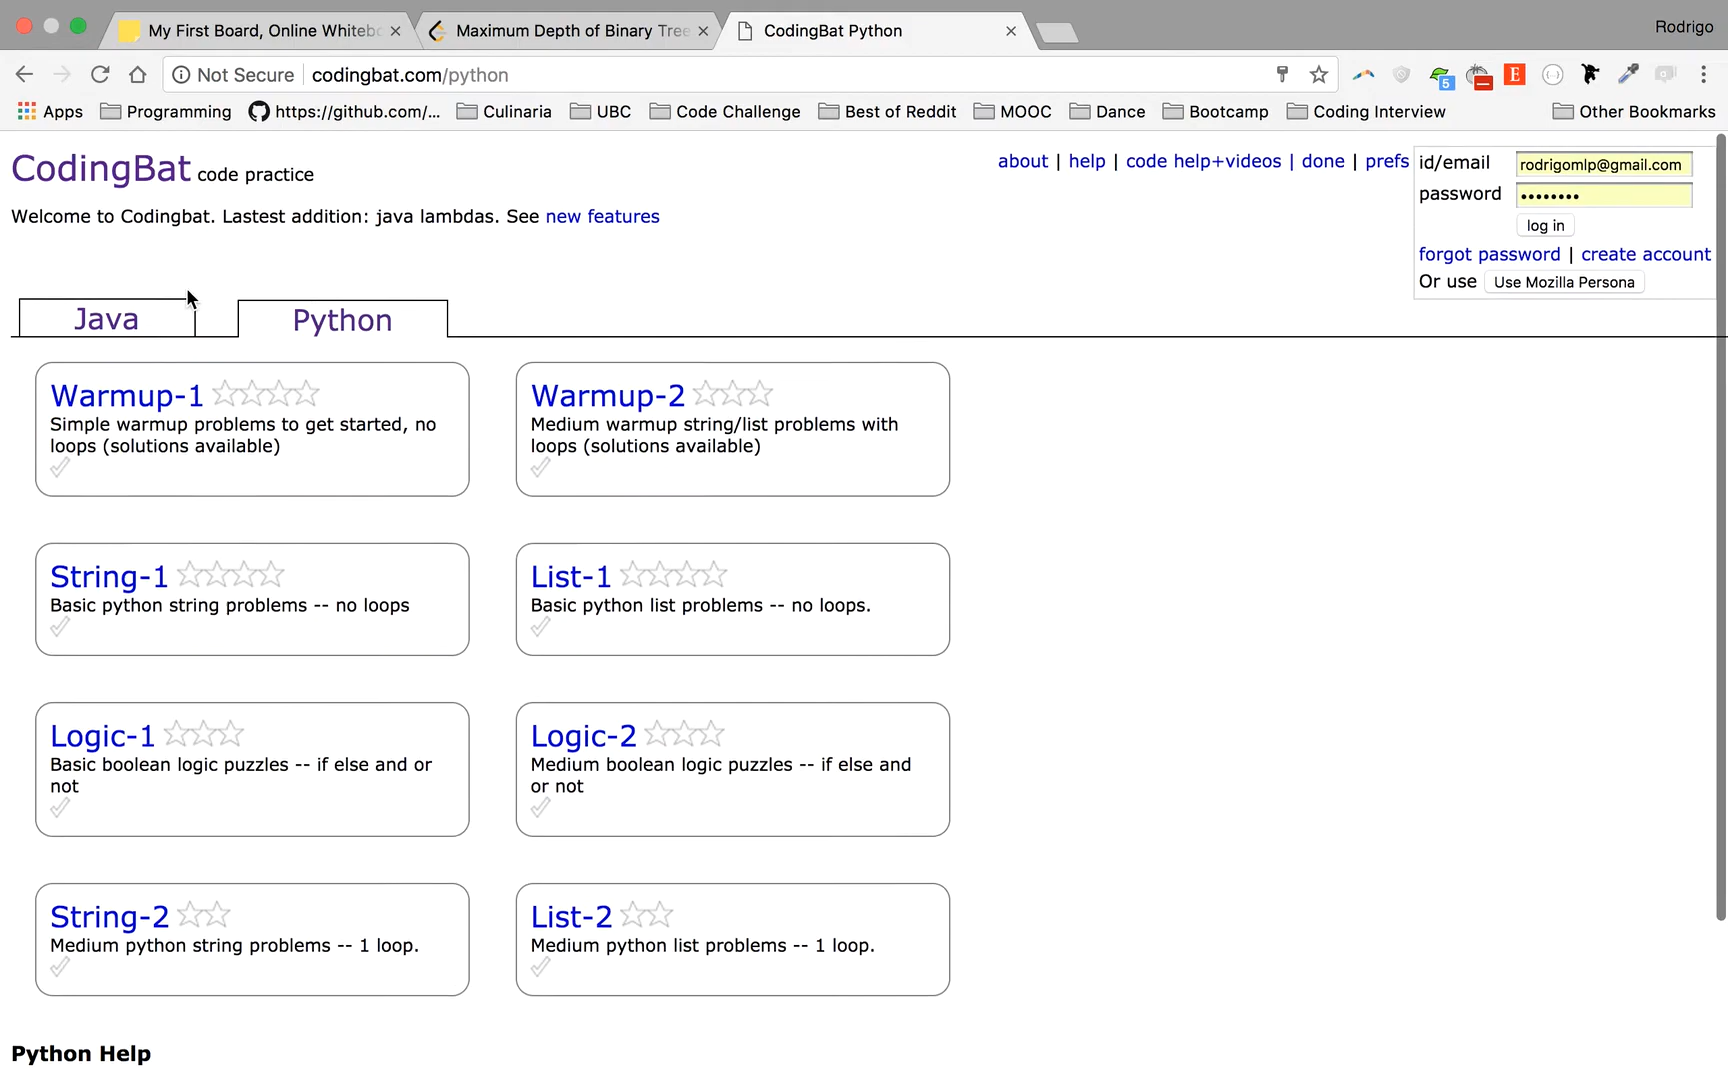 My First Board, Online Whiteb
Maximum Depth of Binary Tree
CodingBat Python
Rodrigo
Not Secure
codingbat.com/python
5
E
Apps
Programming
https://github.com/...
Culinaria
UBC
Code Challenge
Best of Reddit
MOOC
Dance
Bootcamp
Coding Interview
Other Bookmarks
CodingBat code practice
about | help | code help+videos | done | prefs
id/email rodrigomlp@gmail.com
password ••••••••
log in
forgot password | create account
Or use Use Mozilla Persona
Welcome to Codingbat. Lastest addition: java lambdas. See new features
Java
Python
Warmup-1
Simple warmup problems to get started, no
loops (solutions available)
Warmup-2
Medium warmup string/list problems with
loops (solutions available)
String-1
Basic python string problems -- no loops
List-1
Basic python list problems -- no loops.
Logic-1
Basic boolean logic puzzles -- if else and or
not
Logic-2
Medium boolean logic puzzles -- if else and
or not
String-2
Medium python string problems -- 1 loop.
List-2
Medium python list problems -- 1 loop.
Python Help